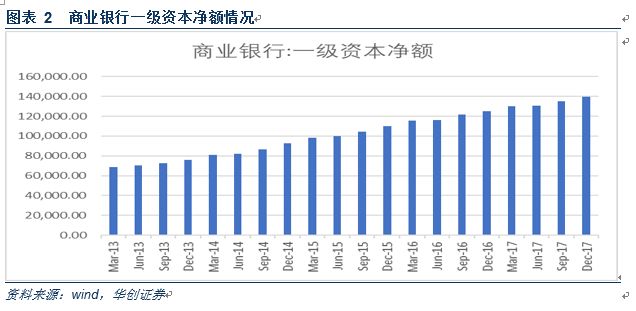 图表 2 商业银行一级资本净额情况
商业银行:一级资本净额
160,000.00
140,000.00
120,000.00
100,000.00
80,000.00
60,000.00
40,000.00
20,000.00
0.00
Mar-13 Jun-13 Sep-13 Dec-13 Mar-14 Jun-14 Sep-14 Dec-14 Mar-15 Jun-15 Sep-15 Dec-15 Mar-16 Jun-16 Sep-16 Dec-16 Mar-17 Jun-17 Sep-17 Dec-17
资料来源：wind，华创证券